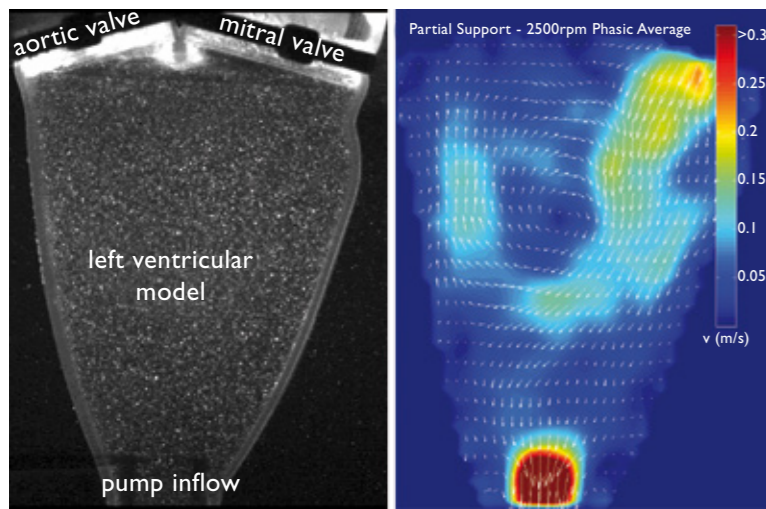 aortic valve
mitral valve
left ventricular
model
pump inflow
Partial Support - 2500rpm Phasic Average
>0.3
0.25
0.2
0.15
0.1
0.05
v (m/s)